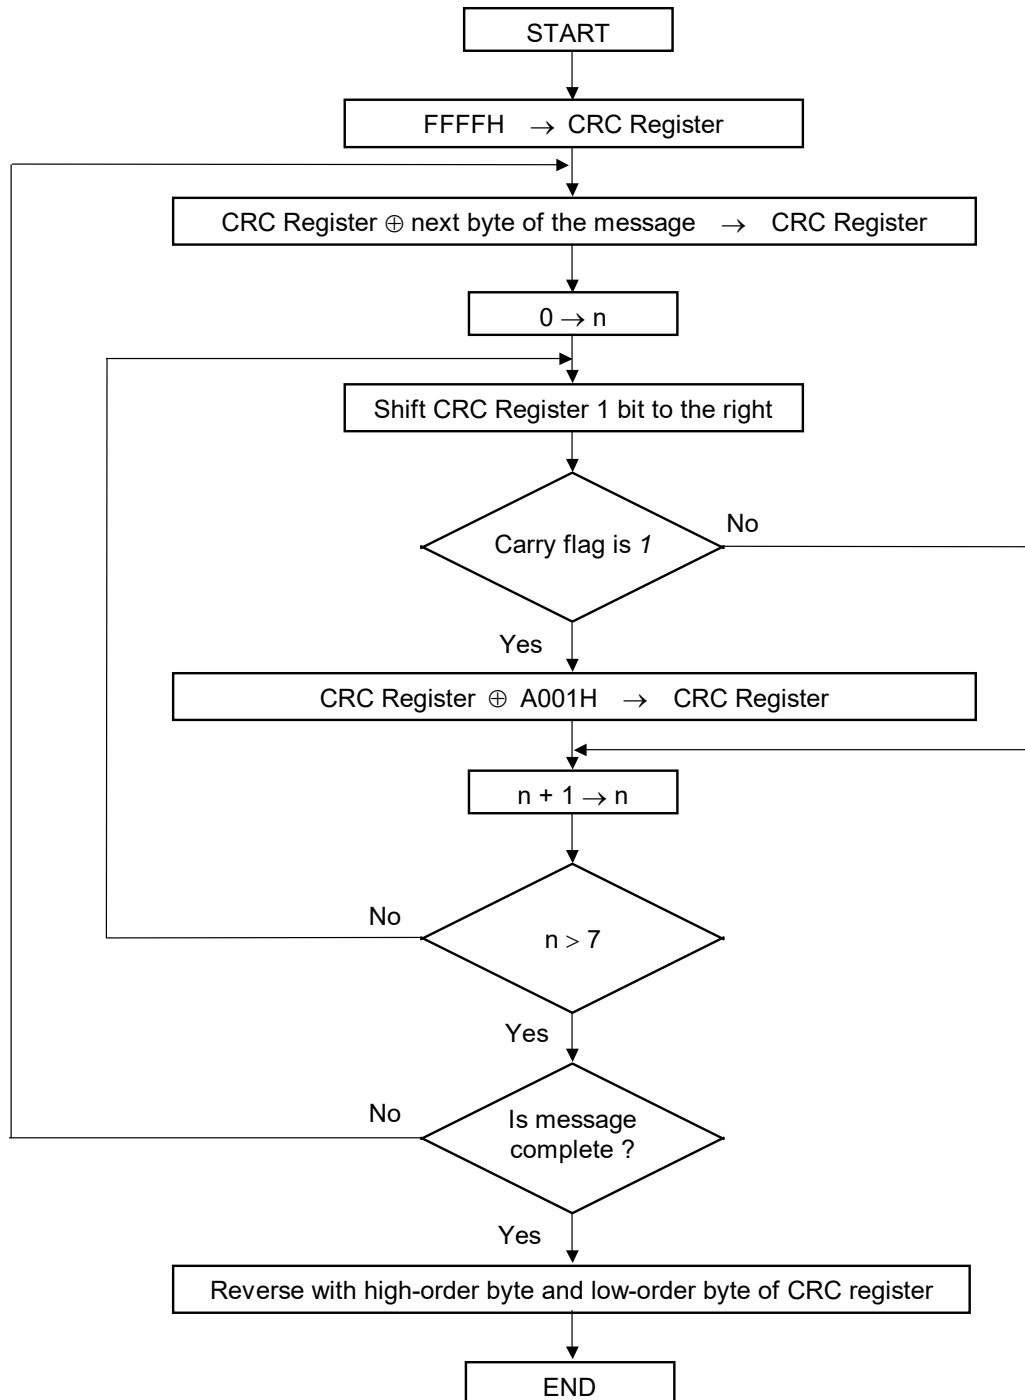 START
FFFFH → CRC Register
CRC Register ⊕ next byte of the message → CRC Register
0 → n
Shift CRC Register 1 bit to the right
Carry flag is 1
No
Yes
CRC Register ⊕ A001H → CRC Register
n + 1 → n
No
n > 7
Yes
No
Is message
complete ?
Yes
Reverse with high-order byte and low-order byte of CRC register
END